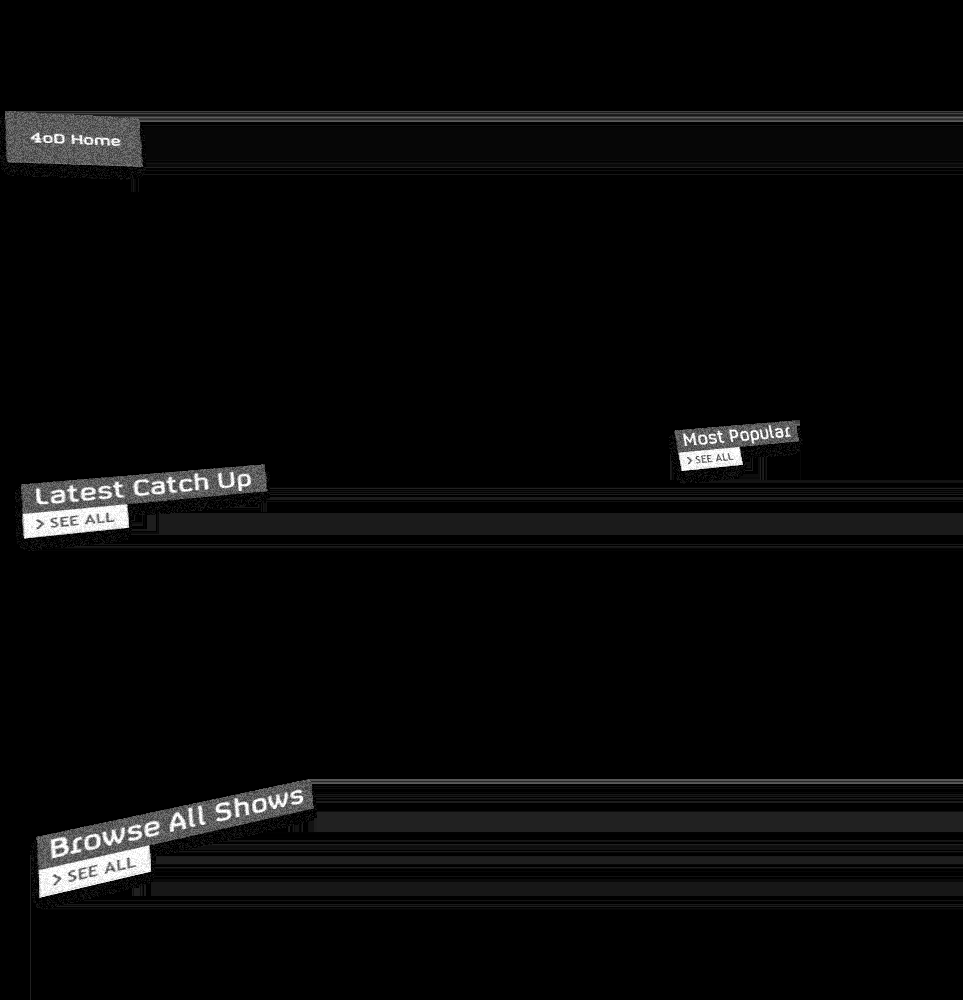 4oD Home
Most Popular
> SEE ALL
Latest Catch Up
> SEE ALL
Browse All Shows
> SEE ALL